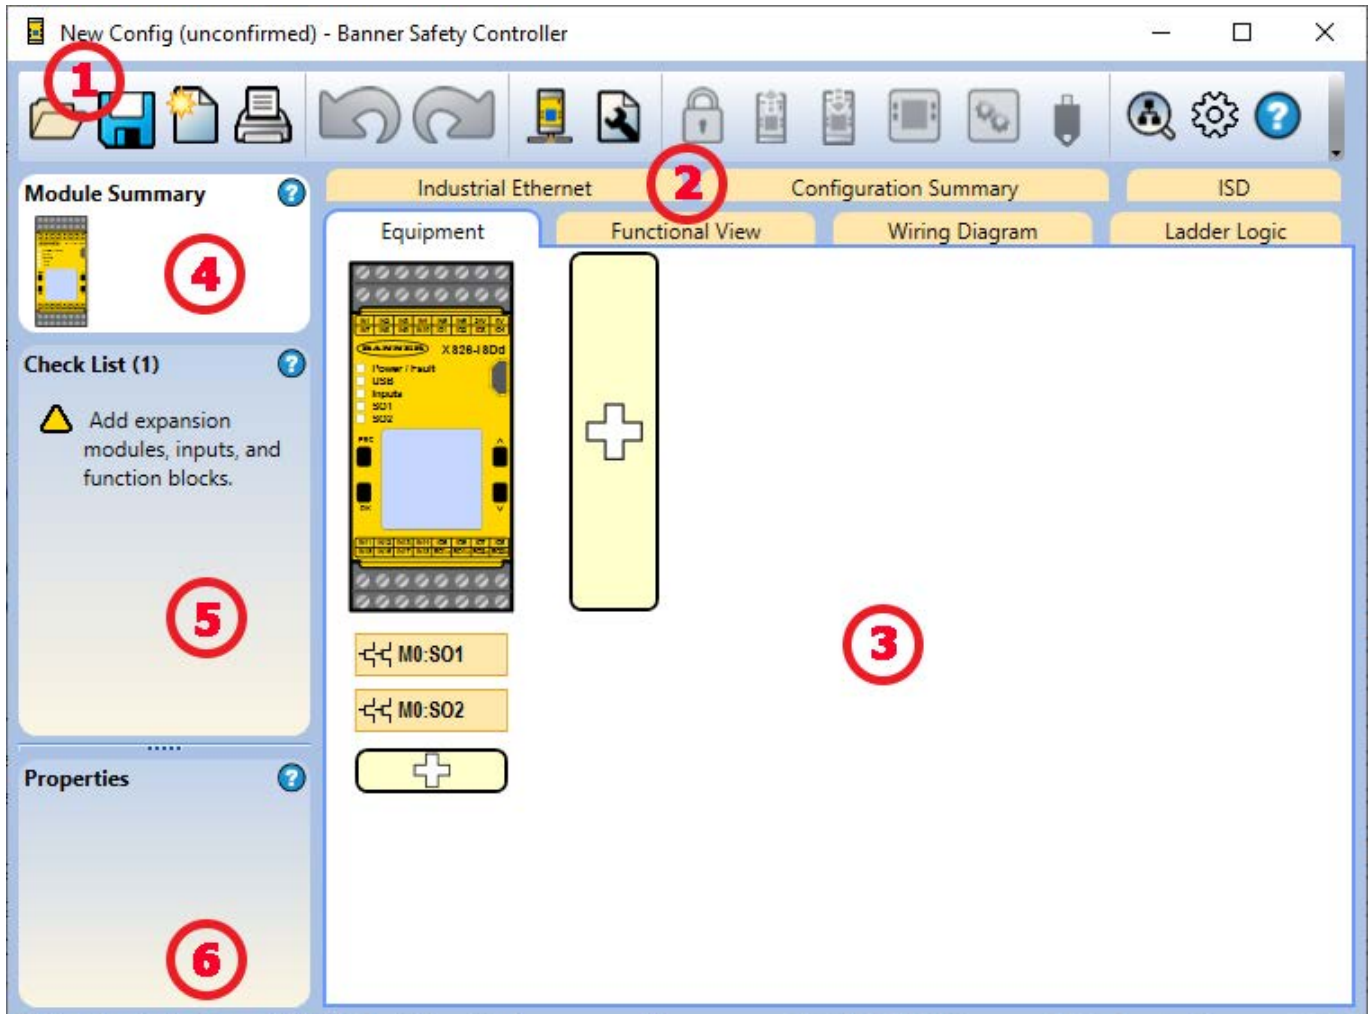 New Config (unconfirmed) - Banner Safety Controller
1
Industrial Ethernet
2
Configuration Summary
ISD
Equipment
Functional View
Wiring Diagram
Ladder Logic
Module Summary
4
Check List (1)
Add expansion
modules, inputs, and
function blocks.
5
Properties
6
BANNER
X826-I8Dd
Power / Fault
USB
Inputs
SO1
SO2
M0:SO1
M0:SO2
3